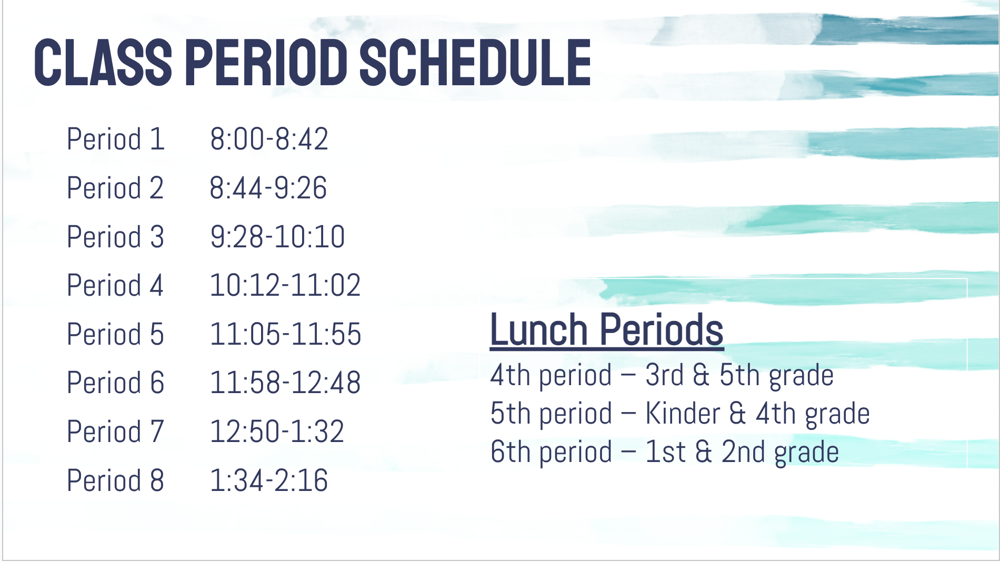 CLASS PERIOD SCHEDULE
Period 1 8:00-8:42
Period 2 8:44-9:26
Period 3 9:28-10:10
Period 4 10:12-11:02
Period 5 11:05-11:55
Period 6 11:58-12:48
Period 7 12:50-1:32
Period 8 1:34-2:16
Lunch Periods
4th period – 3rd & 5th grade
5th period – Kinder & 4th grade
6th period – 1st & 2nd grade